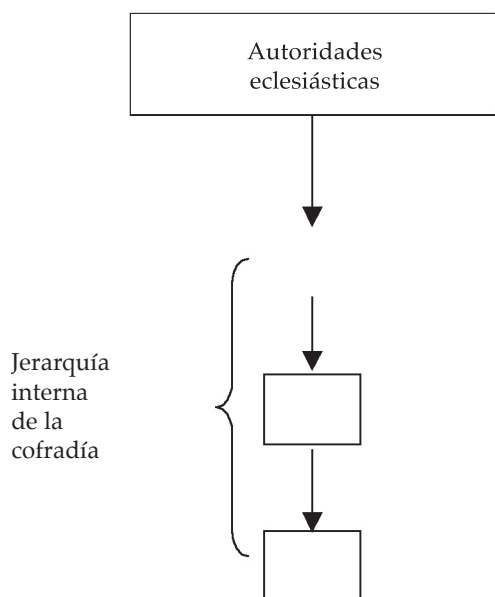 Autoridades
eclesiásticas
Jerarquía
interna
de la
cofradía